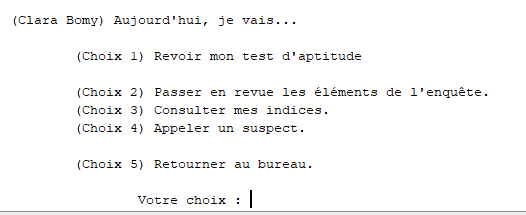 (Clara Bomy) Aujourd'hui, je vais...
(Choix 1) Revoir mon test d'aptitude
(Choix 2) Passer en revue les éléments de l'enquête.
(Choix 3) Consulter mes indices.
(Choix 4) Appeler un suspect.
(Choix 5) Retourner au bureau.
Votre choix :